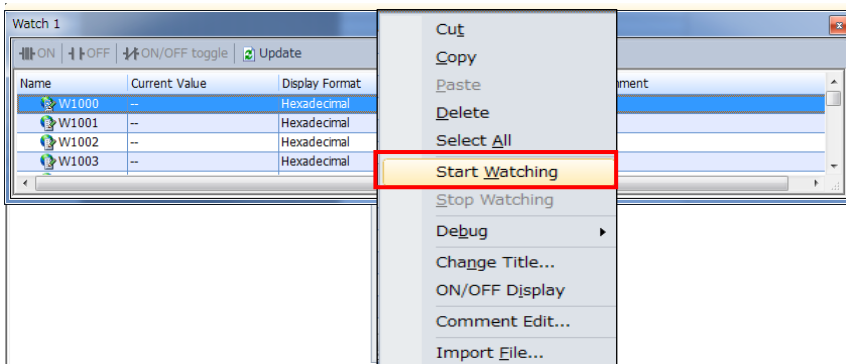 Watch 1
ON OFF ON/OFF toggle Update
Name Current Value Display Format
W1000 -- Hexadecimal
W1001 -- Hexadecimal
W1002 -- Hexadecimal
W1003 -- Hexadecimal
Cut
Copy
Paste
Delete
Select All
Start Watching
Stop Watching
Debug
Change Title...
ON/OFF Display
Comment Edit...
Import File...